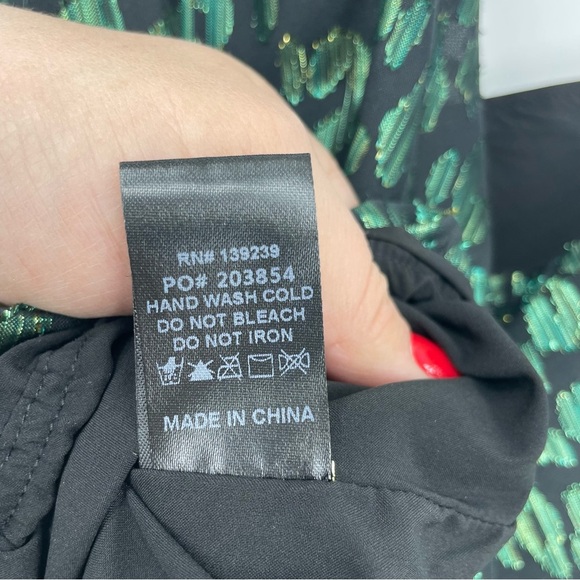 RN# 139239
PO# 203854
HAND WASH COLD
DO NOT BLEACH
DO NOT IRON
MADE IN CHINA